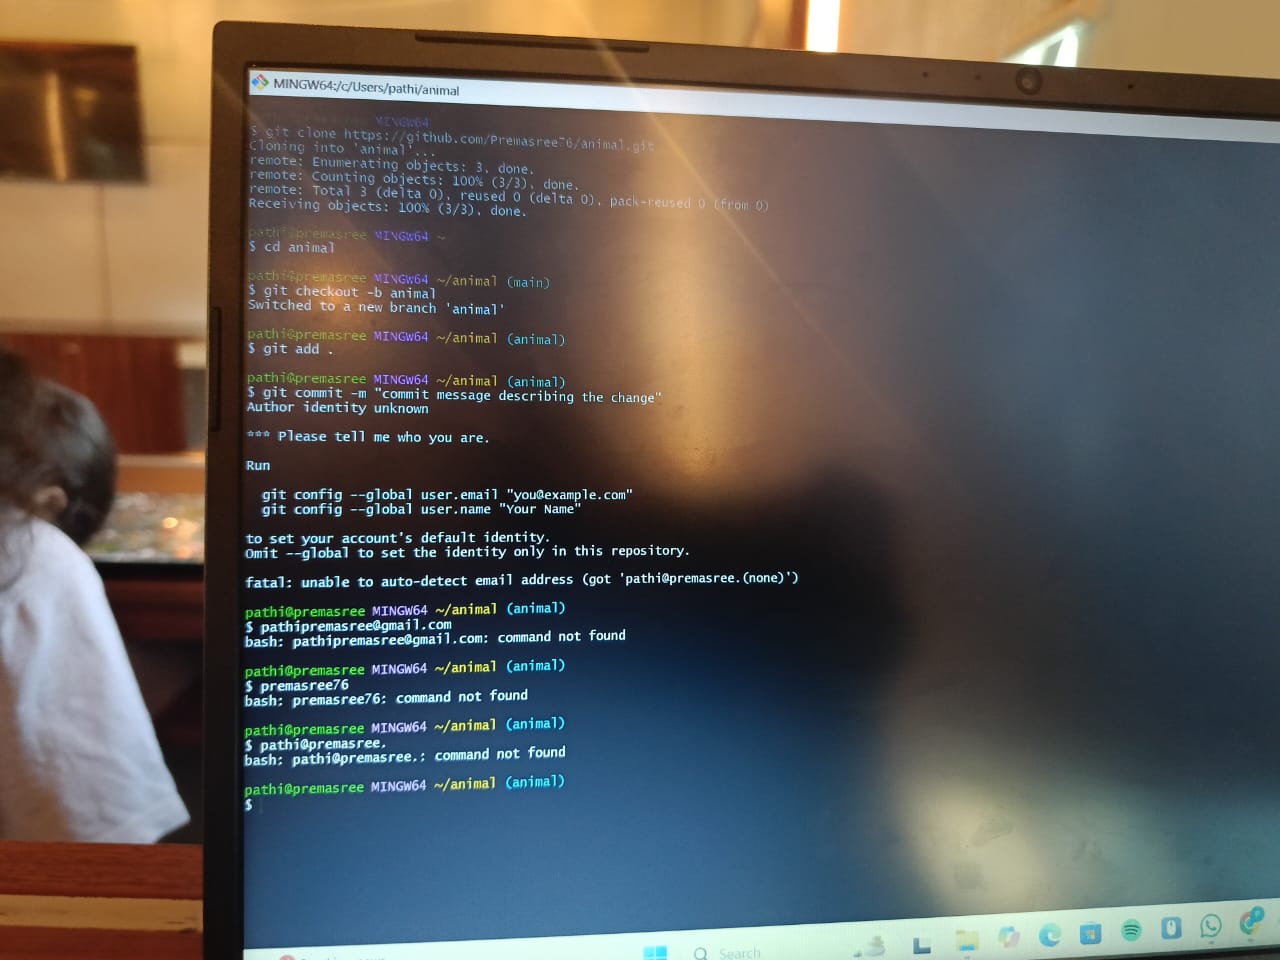 MINGW64:/c/Users/pathi/animal
MINGW64
$ git clone https://github.com/Premasree76/animal.git
Cloning into 'animal'...
remote: Enumerating objects: 3, done.
remote: Counting objects: 100% (3/3), done.
remote: Total 3 (delta 0), reused 0 (delta 0), pack-reused 0 (from 0)
Receiving objects: 100% (3/3), done.
pathi@premasree MINGW64 ~
$ cd animal
pathi@premasree MINGW64 ~/animal (main)
$ git checkout -b animal
Switched to a new branch 'animal'
pathi@premasree MINGW64 ~/animal (animal)
$ git add .
pathi@premasree MINGW64 ~/animal (animal)
$ git commit -m "commit message describing the change"
Author identity unknown
*** Please tell me who you are.
Run
git config --global user.email "you@example.com"
git config --global user.name "Your Name"
to set your account's default identity.
Omit --global to set the identity only in this repository.
fatal: unable to auto-detect email address (got 'pathi@premasree.(none)')
pathi@premasree MINGW64 ~/animal (animal)
$ pathipremasree@gmail.com
bash: pathipremasree@gmail.com: command not found
pathi@premasree MINGW64 ~/animal (animal)
$ premasree76
bash: premasree76: command not found
pathi@premasree MINGW64 ~/animal (animal)
$ pathi@premasree.
bash: pathi@premasree.: command not found
pathi@premasree MINGW64 ~/animal (animal)
$
Search